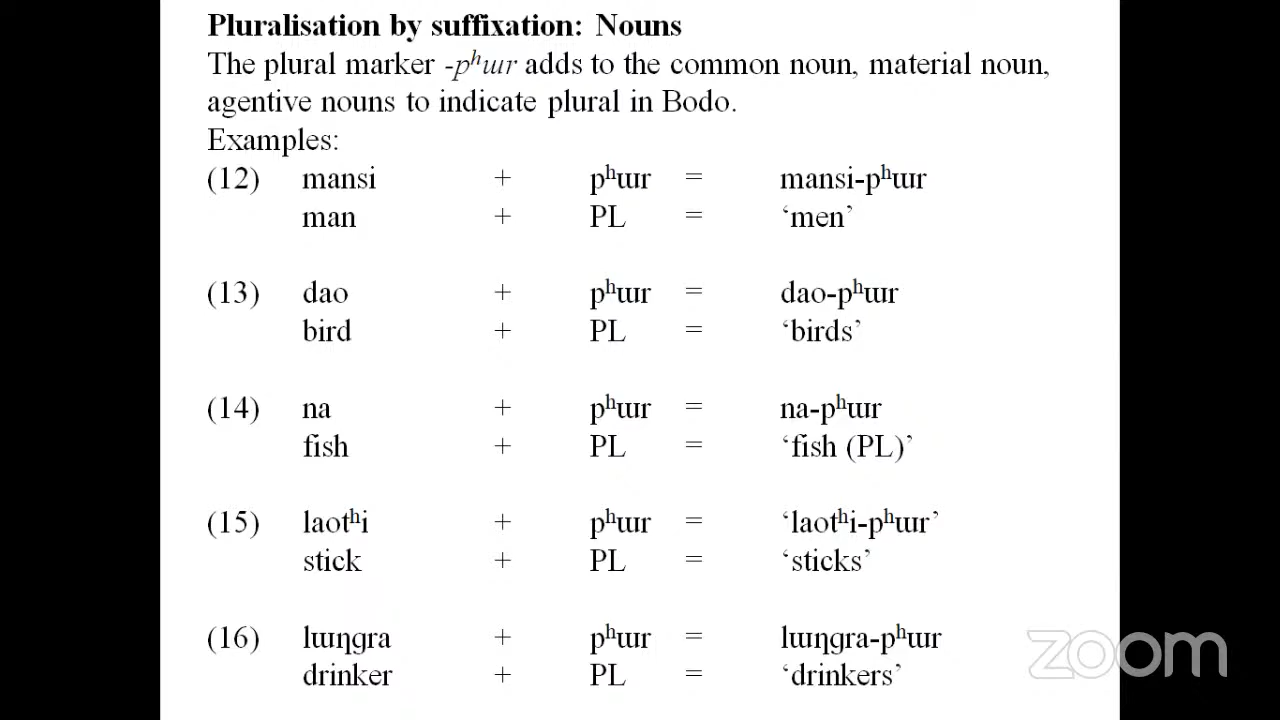 Pluralisation by suffixation: Nouns
The plural marker -pʰɯr adds to the common noun, material noun,
agentive nouns to indicate plural in Bodo.
Examples:
(12) mansi + pʰɯr = mansi-pʰɯr
man + PL = ‘men’
(13) dao + pʰɯr = dao-pʰɯr
bird + PL = ‘birds’
(14) na + pʰɯr = na-pʰɯr
fish + PL = ‘fish (PL)’
(15) laotʰi + pʰɯr = ‘laotʰi-pʰɯr’
stick + PL = ‘sticks’
(16) lɯηɡra + pʰɯr = lɯηɡra-pʰɯr
drinker + PL = ‘drinkers’
zoom